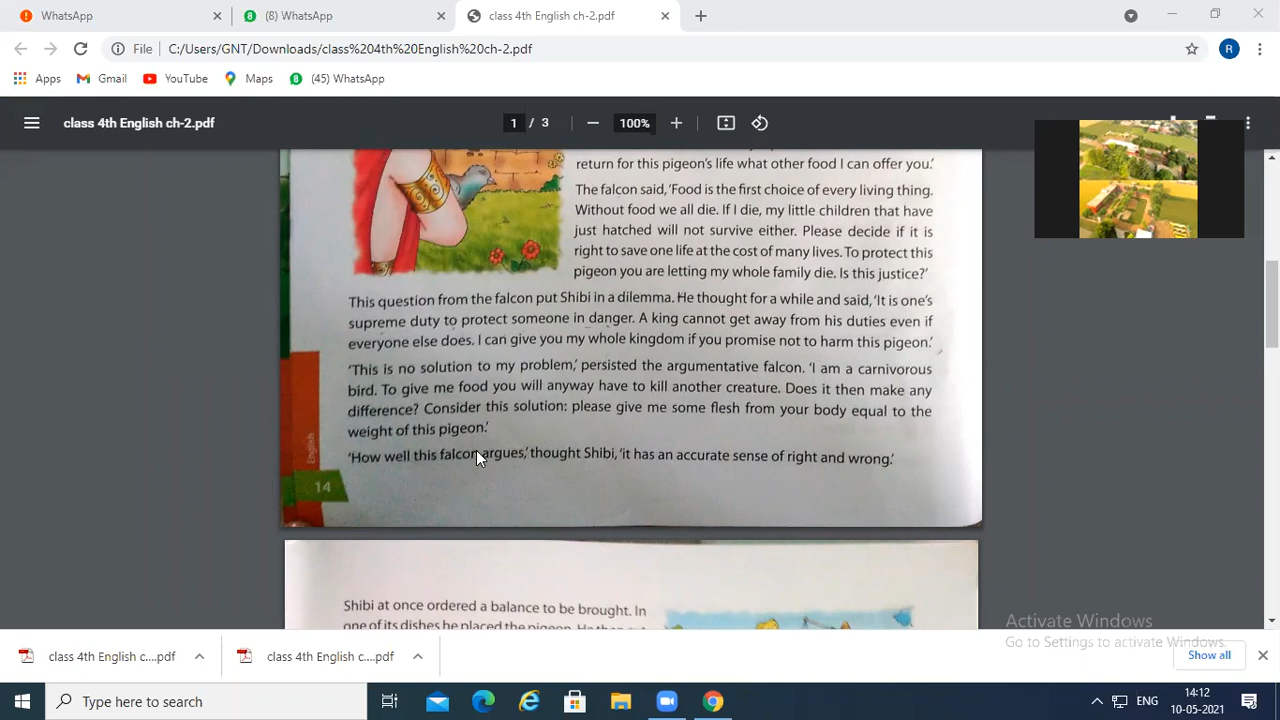 WhatsApp
(8) WhatsApp
class 4th English ch-2.pdf
File
C:/Users/GNT/Downloads/class%204th%20English%20ch-2.pdf
R
Apps
Gmail
YouTube
Maps
(45) WhatsApp
class 4th English ch-2.pdf
1 / 3
100%
return for this pigeon's life what other food I can offer you.'
The falcon said, 'Food is the first choice of every living thing.
Without food we all die. If I die, my little children that have
just hatched will not survive either. Please decide if it is
right to save one life at the cost of many lives. To protect this
pigeon you are letting my whole family die. Is this justice?'
This question from the falcon put Shibi in a dilemma. He thought for a while and said, 'It is one's
supreme duty to protect someone in danger. A king cannot get away from his duties even if
everyone else does. I can give you my whole kingdom if you promise not to harm this pigeon.'
'This is no solution to my problem,' persisted the argumentative falcon. 'I am a carnivorous
bird. To give me food you will anyway have to kill another creature. Does it then make any
difference? Consider this solution: please give me some flesh from your body equal to the
weight of this pigeon.'
'How well this falcon argues,' thought Shibi, 'it has an accurate sense of right and wrong.'
English
14
Shibi at once ordered a balance to be brought. In
one of its dishes he placed the pigeon. He then
Activate Windows
Go to Settings to activate Windows.
class 4th English c....pdf
class 4th English c....pdf
Show all
Type here to search
ENG
14:12
10-05-2021